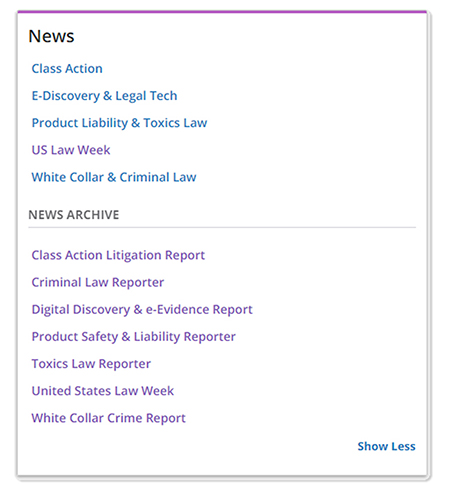 News
Class Action
E-Discovery & Legal Tech
Product Liability & Toxics Law
US Law Week
White Collar & Criminal Law
NEWS ARCHIVE
Class Action Litigation Report
Criminal Law Reporter
Digital Discovery & e-Evidence Report
Product Safety & Liability Reporter
Toxics Law Reporter
United States Law Week
White Collar Crime Report
Show Less